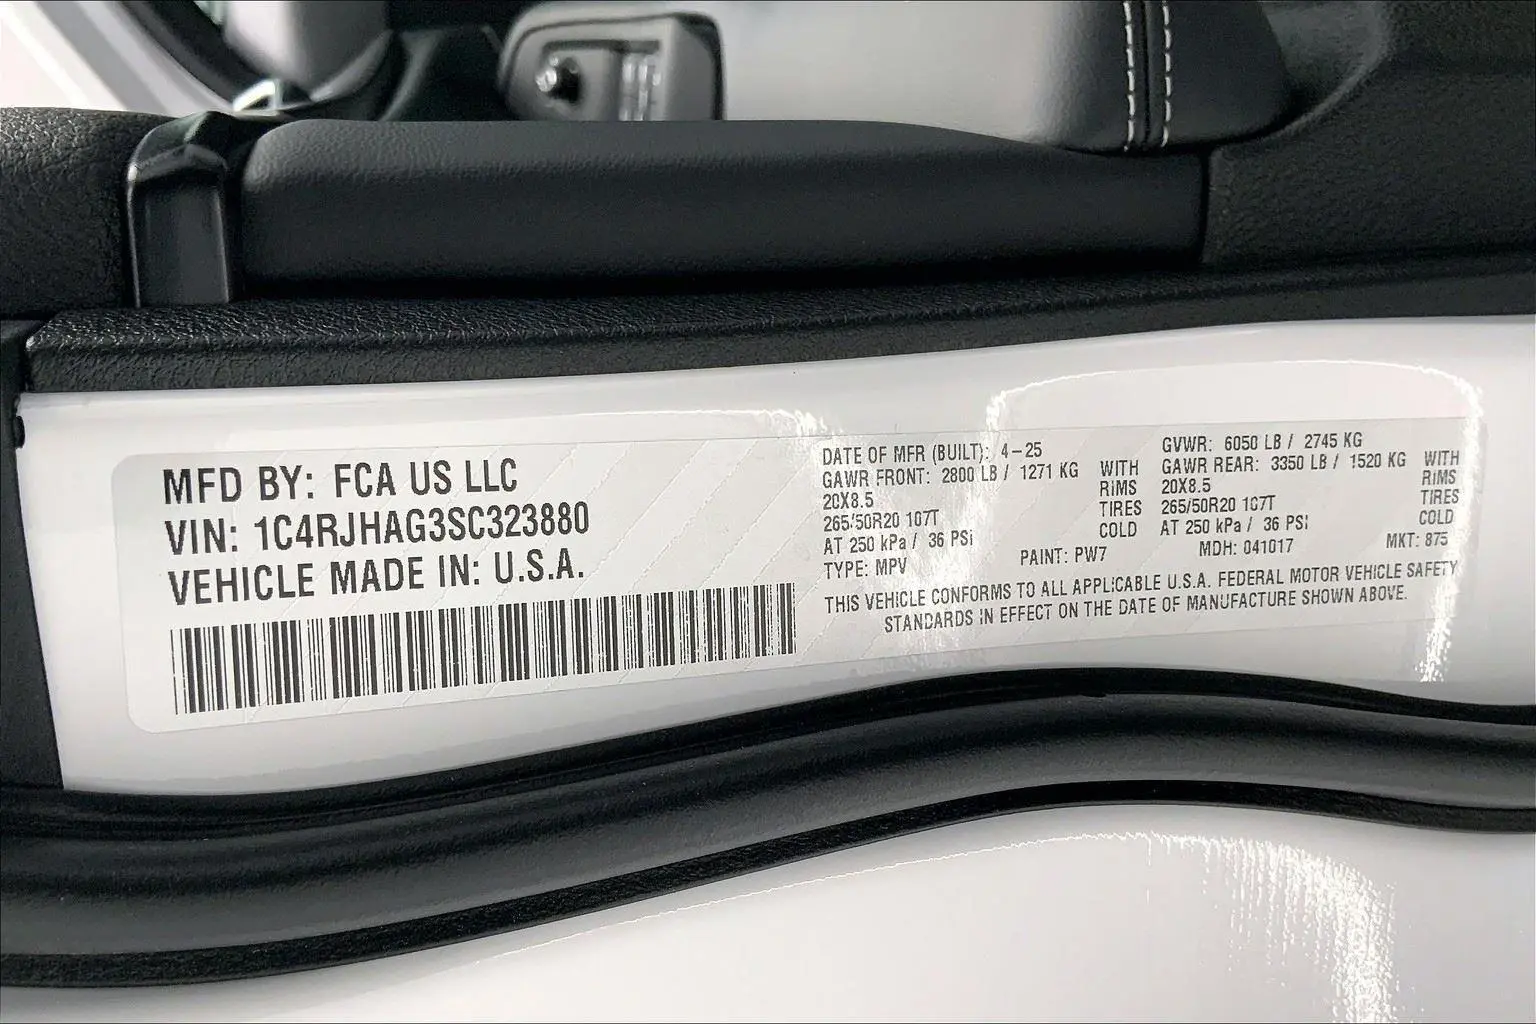 MFD BY: FCA US LLC
VIN: 1C4RJHAG3SC323880
VEHICLE MADE IN: U.S.A.
DATE OF MFR (BUILT): 4-25
GAWR FRONT: 2800 LB / 1271 KG WITH
20X8.5 RIMS
265/50R20 107T TIRES
AT 250 kPa / 36 PSi COLD
TYPE: MPV PAINT: PW7
GVWR: 6050 LB / 2745 KG
GAWR REAR: 3350 LB / 1520 KG WITH
20X8.5 RIMS
265/50R20 107T TIRES
AT 250 kPa / 36 PSi COLD
MDH: 041017 MKT: 875
THIS VEHICLE CONFORMS TO ALL APPLICABLE U.S.A. FEDERAL MOTOR VEHICLE SAFETY
STANDARDS IN EFFECT ON THE DATE OF MANUFACTURE SHOWN ABOVE.